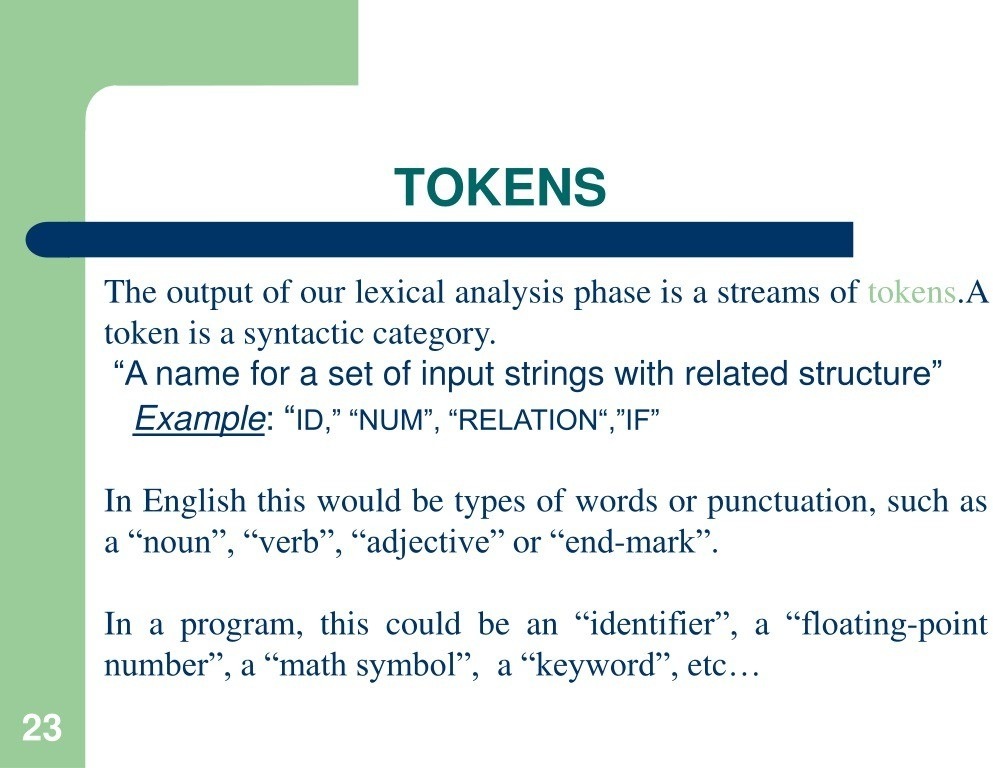 TOKENS
The output of our lexical analysis phase is a streams of tokens.A
token is a syntactic category.
“A name for a set of input strings with related structure”
Example: “ID,” “NUM”, “RELATION“,”IF”
In English this would be types of words or punctuation, such as
a “noun”, “verb”, “adjective” or “end-mark”.
In a program, this could be an “identifier”, a “floating-point
number”, a “math symbol”, a “keyword”, etc…
23